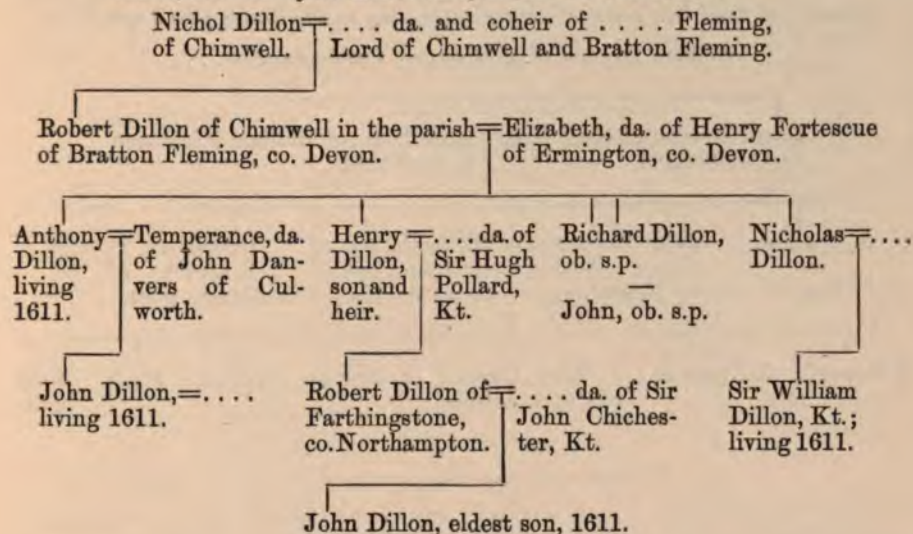 Nichol Dillon=.... da. and coheir of .... Fleming,
of Chimwell. Lord of Chimwell and Bratton Fleming.
Robert Dillon of Chimwell in the parish=Elizabeth, da. of Henry Fortescue
of Bratton Fleming, co. Devon. of Ermington, co. Devon.
Anthony=Temperance, da.
Dillon, of John Dan-
living vers of Cul-
1611. worth.
Henry=.... da. of
Dillon, Sir Hugh
son and Pollard,
heir. Kt.
Richard Dillon,
ob. s.p.
—
John, ob. s.p.
Nicholas=....
Dillon.
John Dillon,=....
living 1611.
Robert Dillon of=.... da. of Sir
Farthingstone, John Chiches-
co. Northampton. ter, Kt.
Sir William
Dillon, Kt.;
living 1611.
John Dillon, eldest son, 1611.